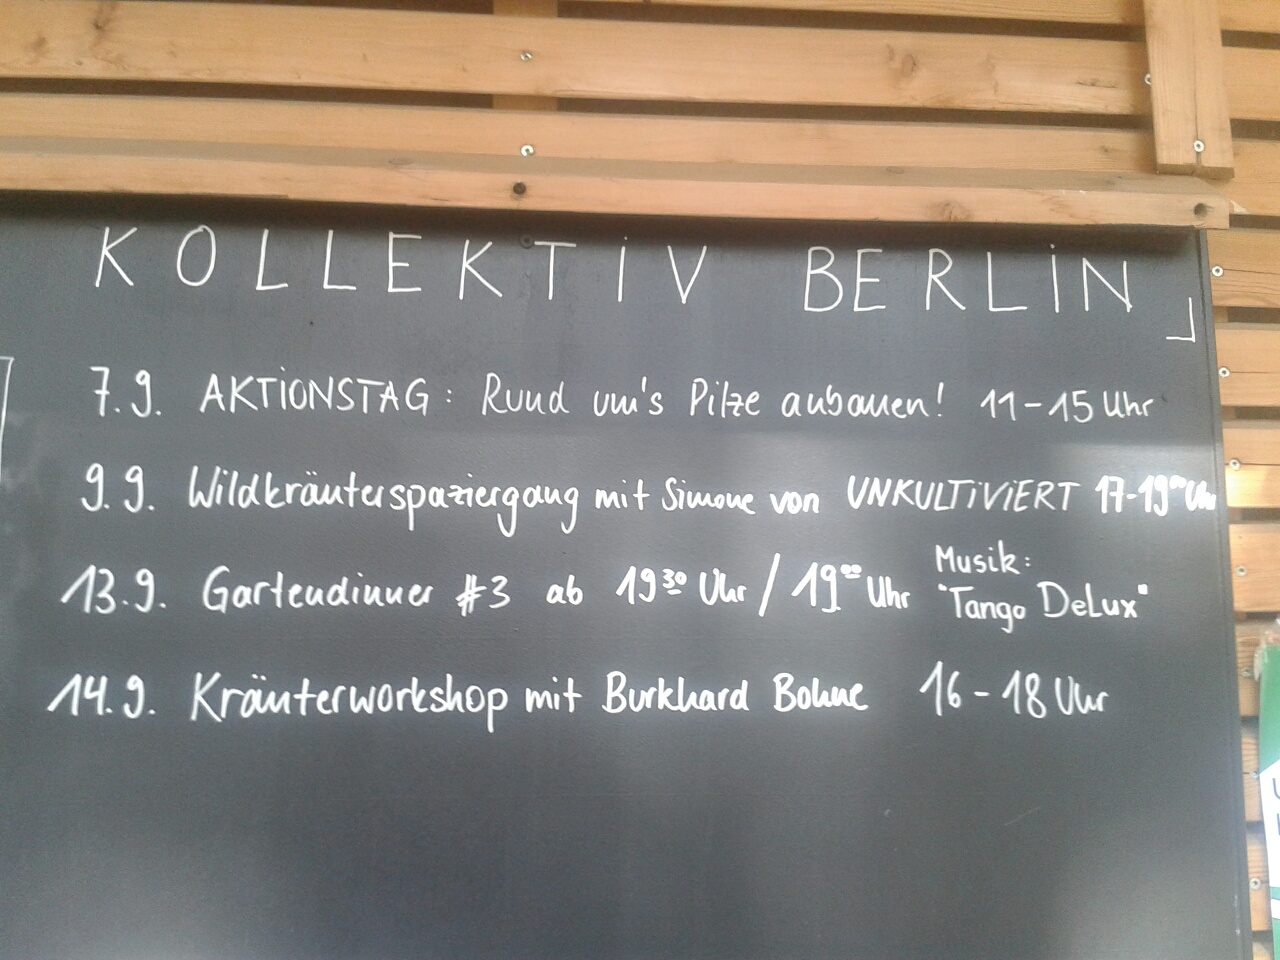 KOLLEKTIV BERLIN
7.9. AKTIONSTAG: Rund um's Pilze anbauen! 11-15 Uhr
9.9. Wildkräuterspaziergang mit Simone von UNKULTIVIERT 17-19⁰⁰ Uhr
13.9. Gartendinner #3 ab 19³⁰ Uhr / 19⁰⁰ Uhr Musik: "Tango DeLux"
14.9. Kräuterworkshop mit Burkhard Bohne 16-18 Uhr